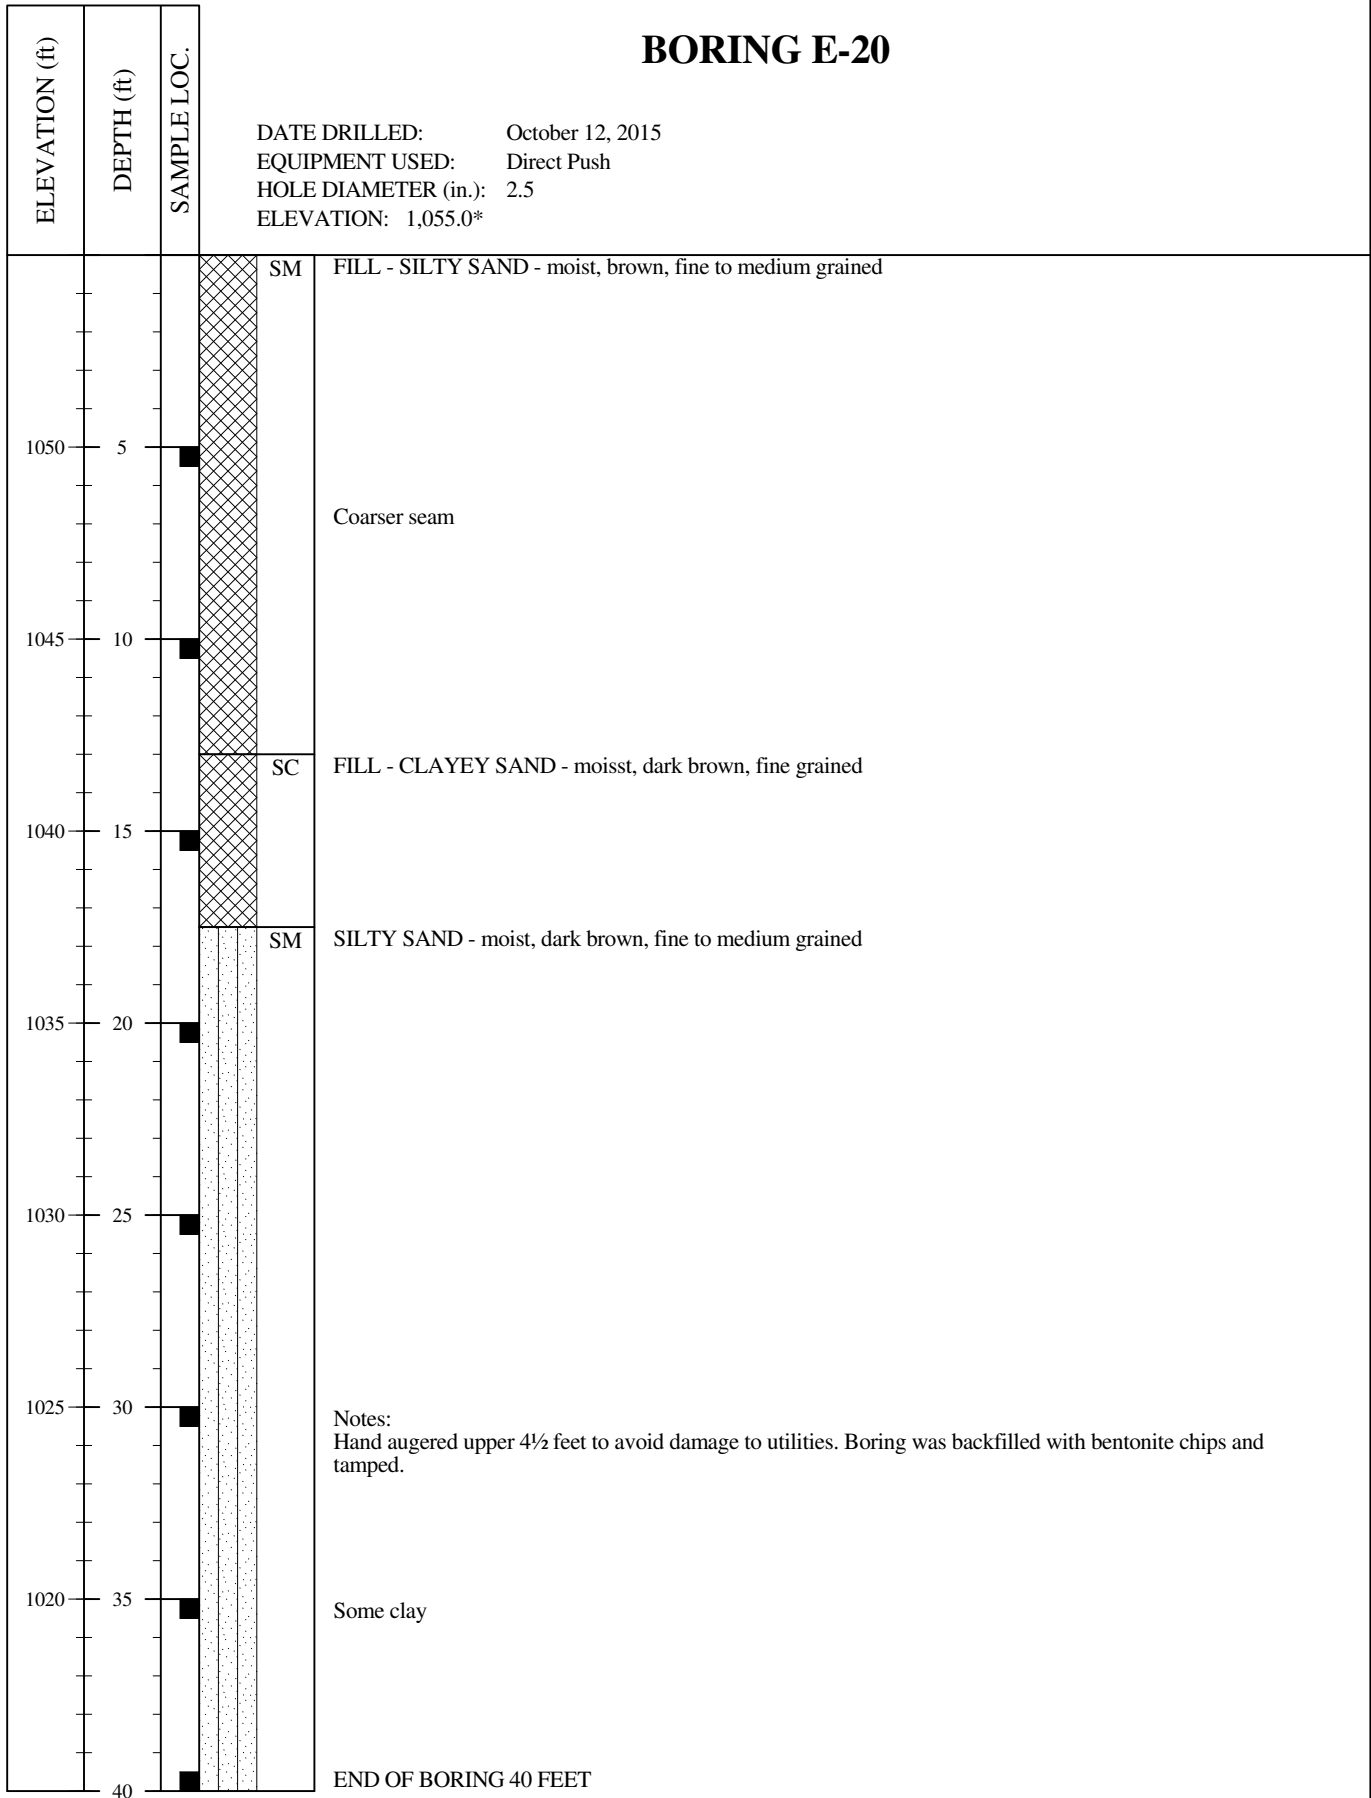 ELEVATION (ft)
DEPTH (ft)
SAMPLE LOC.
BORING E-20
DATE DRILLED: October 12, 2015
EQUIPMENT USED: Direct Push
HOLE DIAMETER (in.): 2.5
ELEVATION: 1,055.0*
SM FILL - SILTY SAND - moist, brown, fine to medium grained
1050 5
Coarser seam
1045 10
SC FILL - CLAYEY SAND - moisst, dark brown, fine grained
1040 15
SM SILTY SAND - moist, dark brown, fine to medium grained
1035 20
1030 25
1025 30
Notes:
Hand augered upper 4½ feet to avoid damage to utilities. Boring was backfilled with bentonite chips and
tamped.
1020 35
Some clay
END OF BORING 40 FEET
40